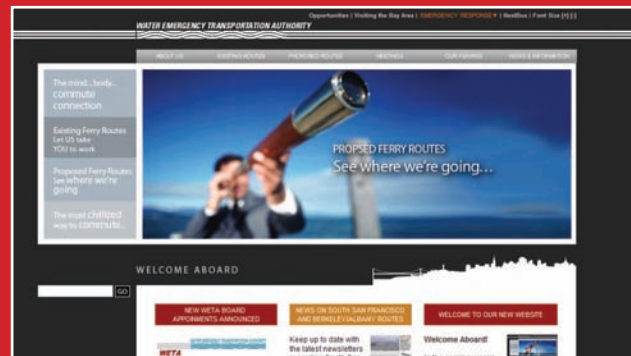 Opportunities | Visiting the Bay Area | EMERGENCY RESPONSE▼ | NextBus | Font Size [+] [-]
WATER EMERGENCY TRANSPORTATION AUTHORITY
ABOUT US EXISTING ROUTES PROPOSED ROUTES MEETINGS OUR FERRIES NEWS & INFORMATION
The mind...body...
commute
connection
Existing Ferry Routes
Let US take
YOU to work
Proposed Ferry Routes
See where we're
going
The most civilized
way to commute...
PROPSED FERRY ROUTES
See where we're going...
WELCOME ABOARD
GO
NEW WETA BOARD
APPOINMENTS ANNOUNCED
NEWS ON SOUTH SAN FRANCISCO
AND BERKELEY/ALBANY ROUTES
WELCOME TO OUR NEW WEBSITE
WETA
Keep up to date with
the latest newsletters
Welcome Aboard!